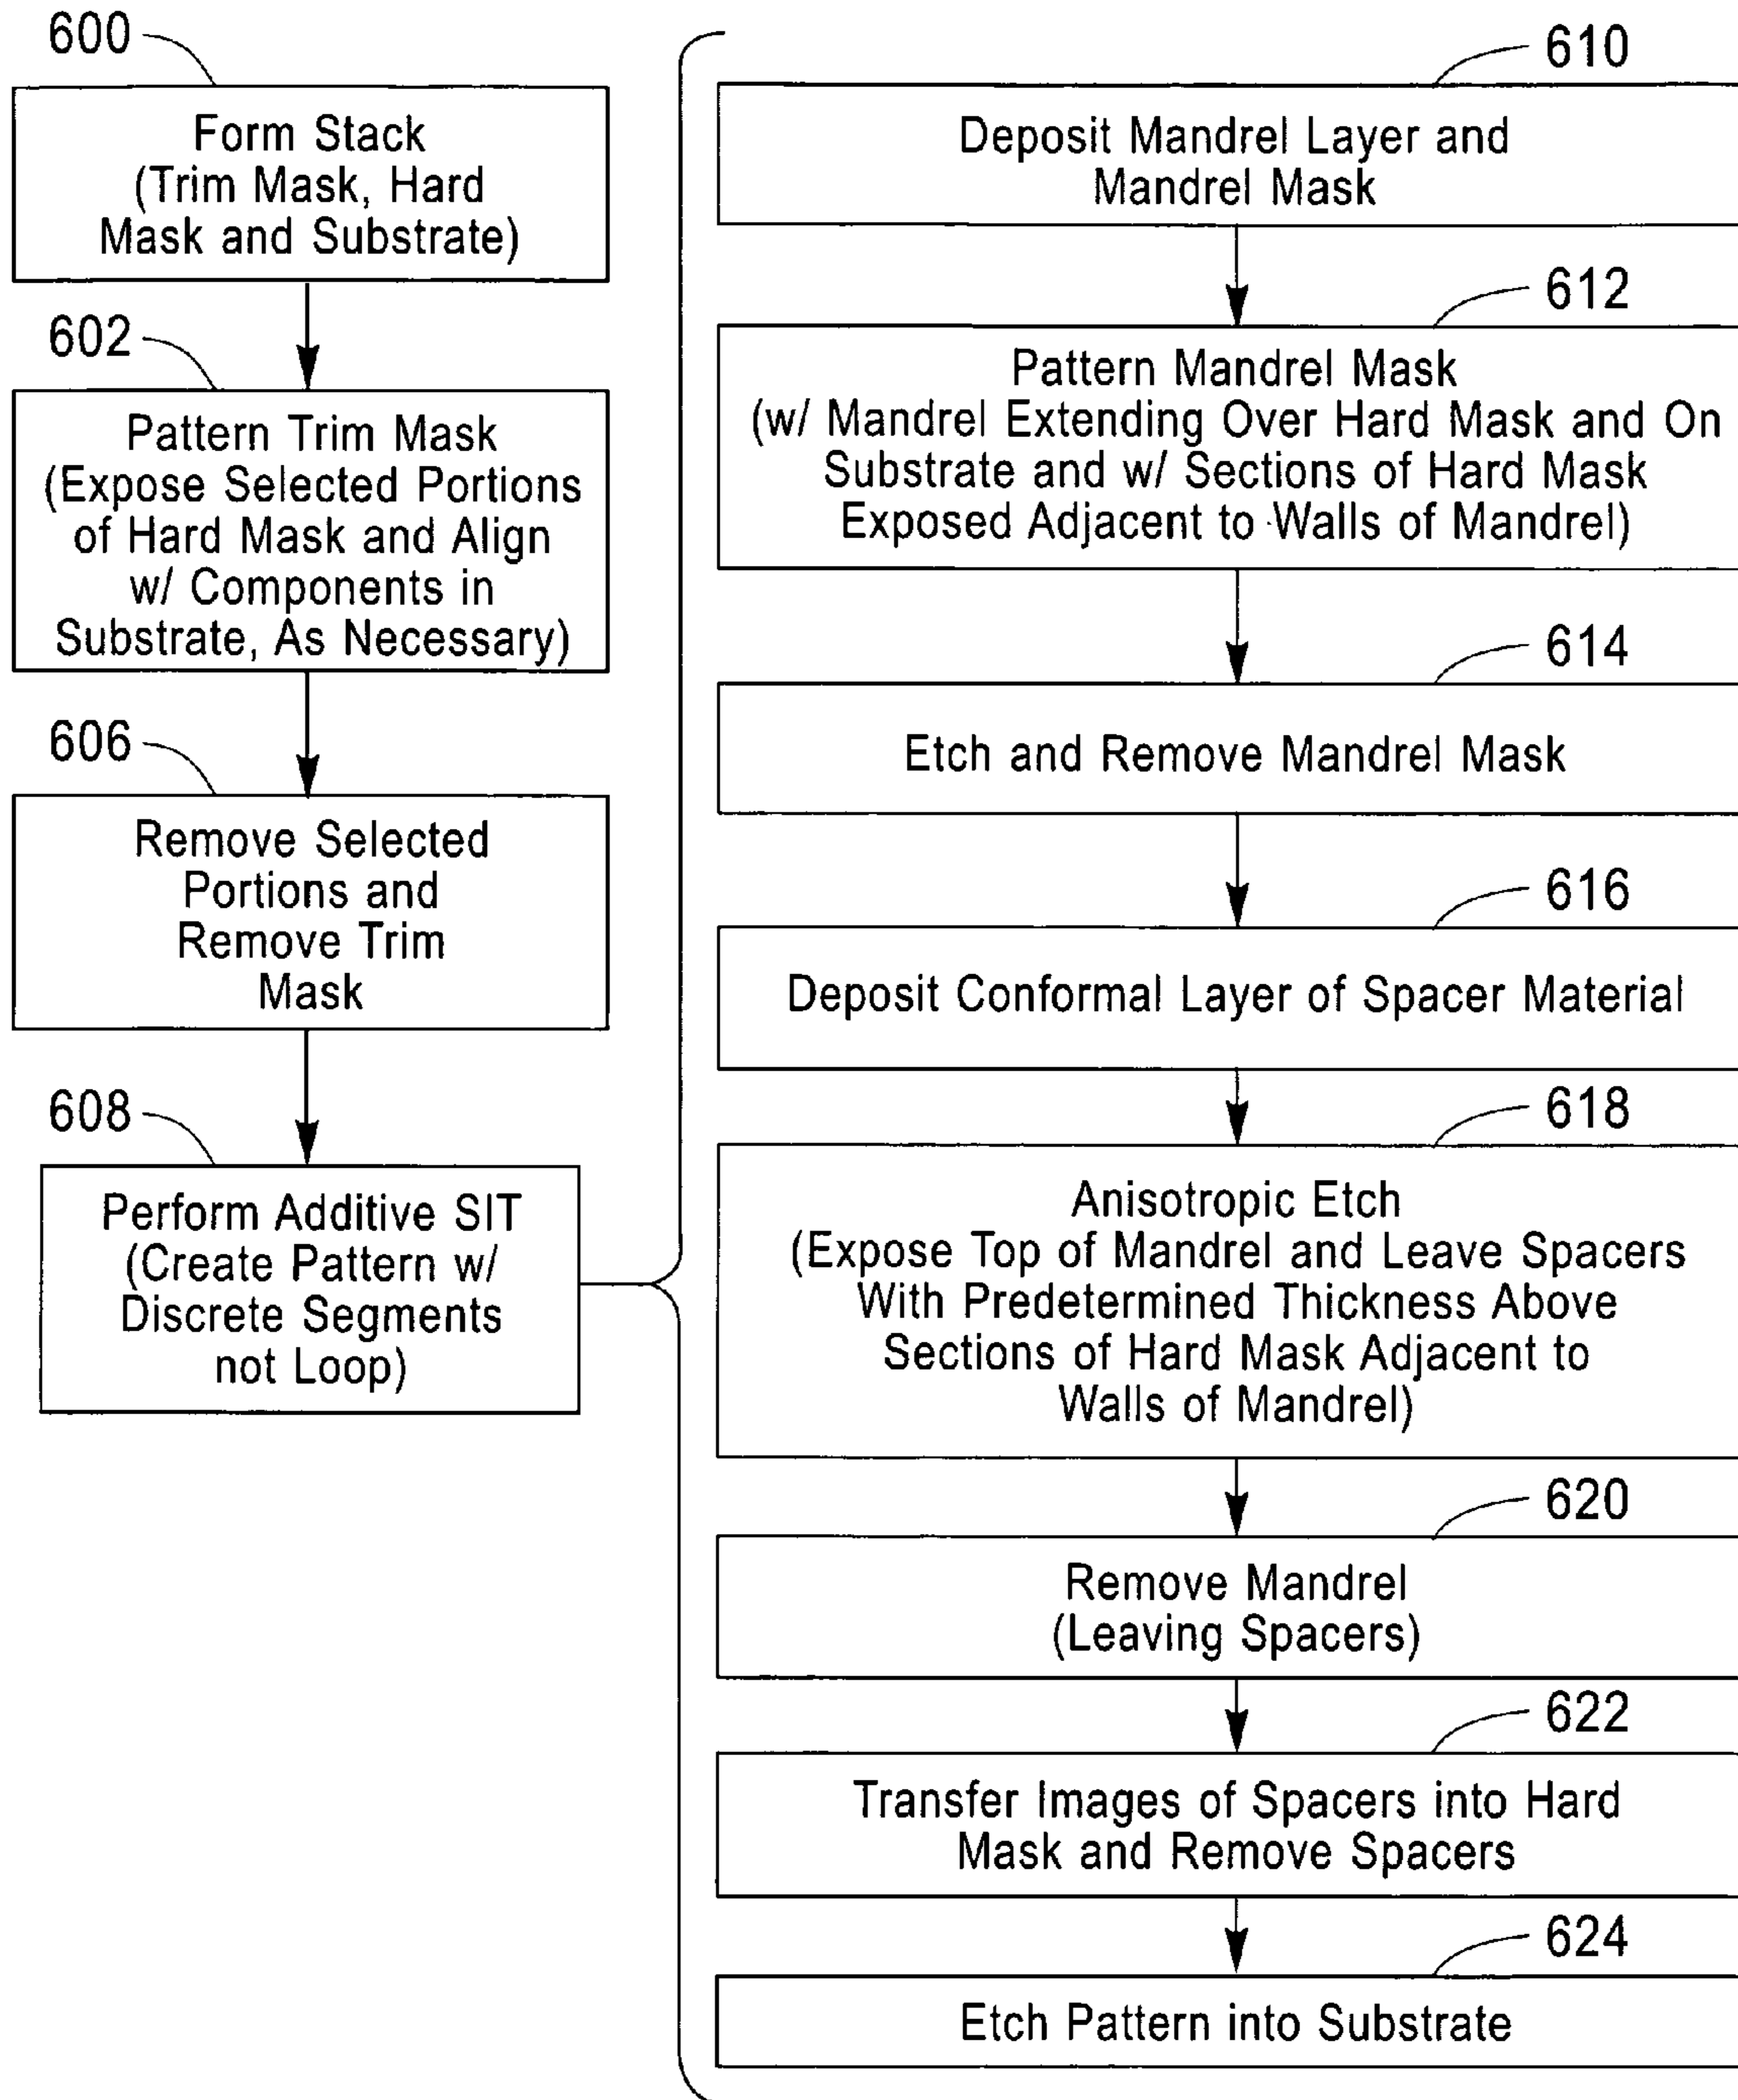 600
Form Stack
(Trim Mask, Hard
Mask and Substrate)
602
Pattern Trim Mask
(Expose Selected Portions
of Hard Mask and Align
w/ Components in
Substrate, As Necessary)
606
Remove Selected
Portions and
Remove Trim
Mask
608
Perform Additive SIT
(Create Pattern w/
Discrete Segments
not Loop)
610
Deposit Mandrel Layer and
Mandrel Mask
612
Pattern Mandrel Mask
(w/ Mandrel Extending Over Hard Mask and On
Substrate and w/ Sections of Hard Mask
Exposed Adjacent to Walls of Mandrel)
614
Etch and Remove Mandrel Mask
616
Deposit Conformal Layer of Spacer Material
618
Anisotropic Etch
(Expose Top of Mandrel and Leave Spacers
With Predetermined Thickness Above
Sections of Hard Mask Adjacent to
Walls of Mandrel)
620
Remove Mandrel
(Leaving Spacers)
622
Transfer Images of Spacers into Hard
Mask and Remove Spacers
624
Etch Pattern into Substrate